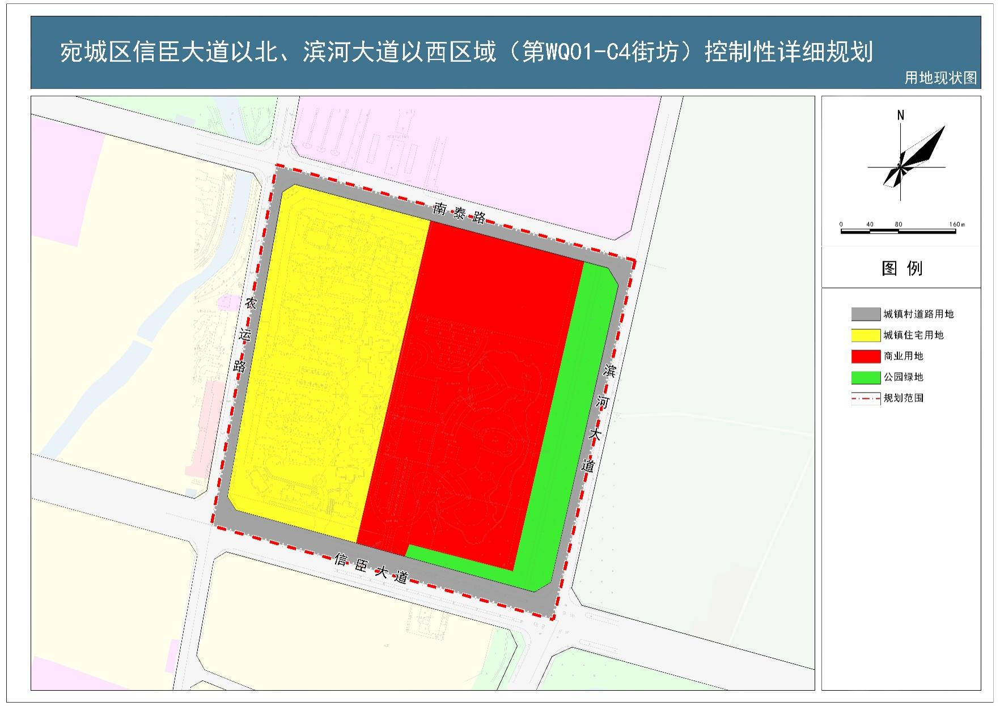 宛城区信臣大道以北、滨河大道以西区域（第WQ01-C4街坊）控制性详细规划
用地现状图
N
0 40 80 160m
图例
城镇村道路用地
城镇住宅用地
商业用地
公园绿地
规划范围
南泰路
农运路
滨河大道
信臣大道